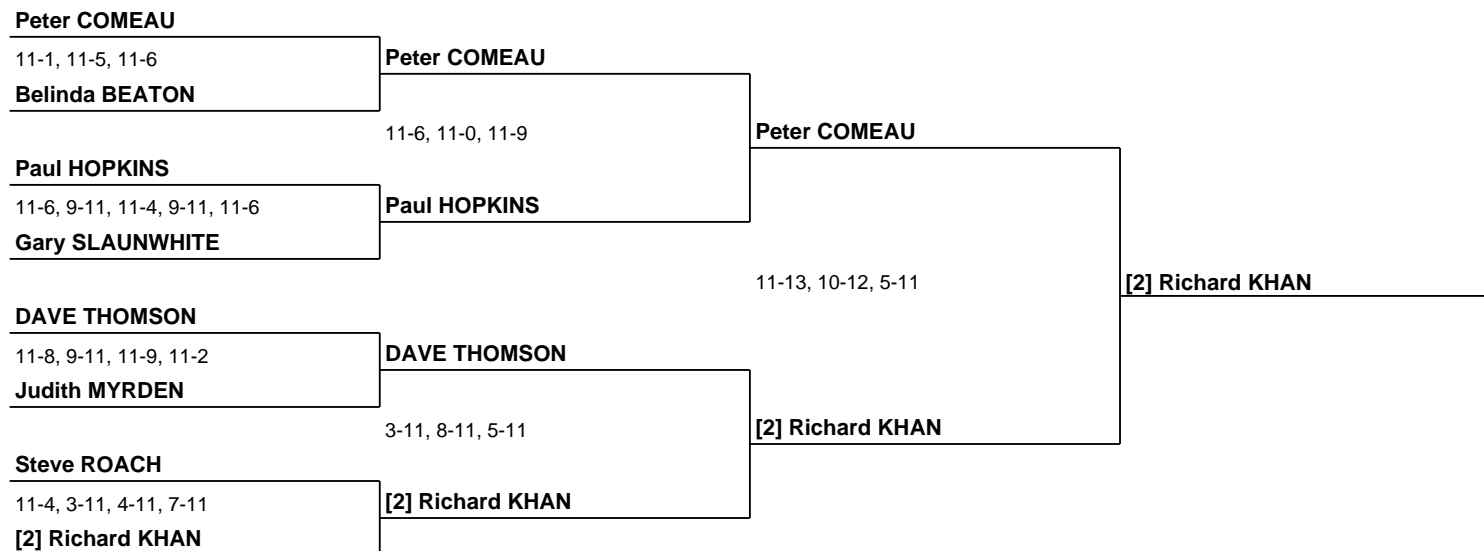 Peter COMEAU
11-1, 11-5, 11-6
Belinda BEATON
Peter COMEAU
11-6, 11-0, 11-9
Paul HOPKINS
11-6, 9-11, 11-4, 9-11, 11-6
Gary SLAUNWHITE
Paul HOPKINS
Peter COMEAU
11-13, 10-12, 5-11
[2] Richard KHAN
DAVE THOMSON
11-8, 9-11, 11-9, 11-2
Judith MYRDEN
DAVE THOMSON
3-11, 8-11, 5-11
[2] Richard KHAN
Steve ROACH
11-4, 3-11, 4-11, 7-11
[2] Richard KHAN
[2] Richard KHAN